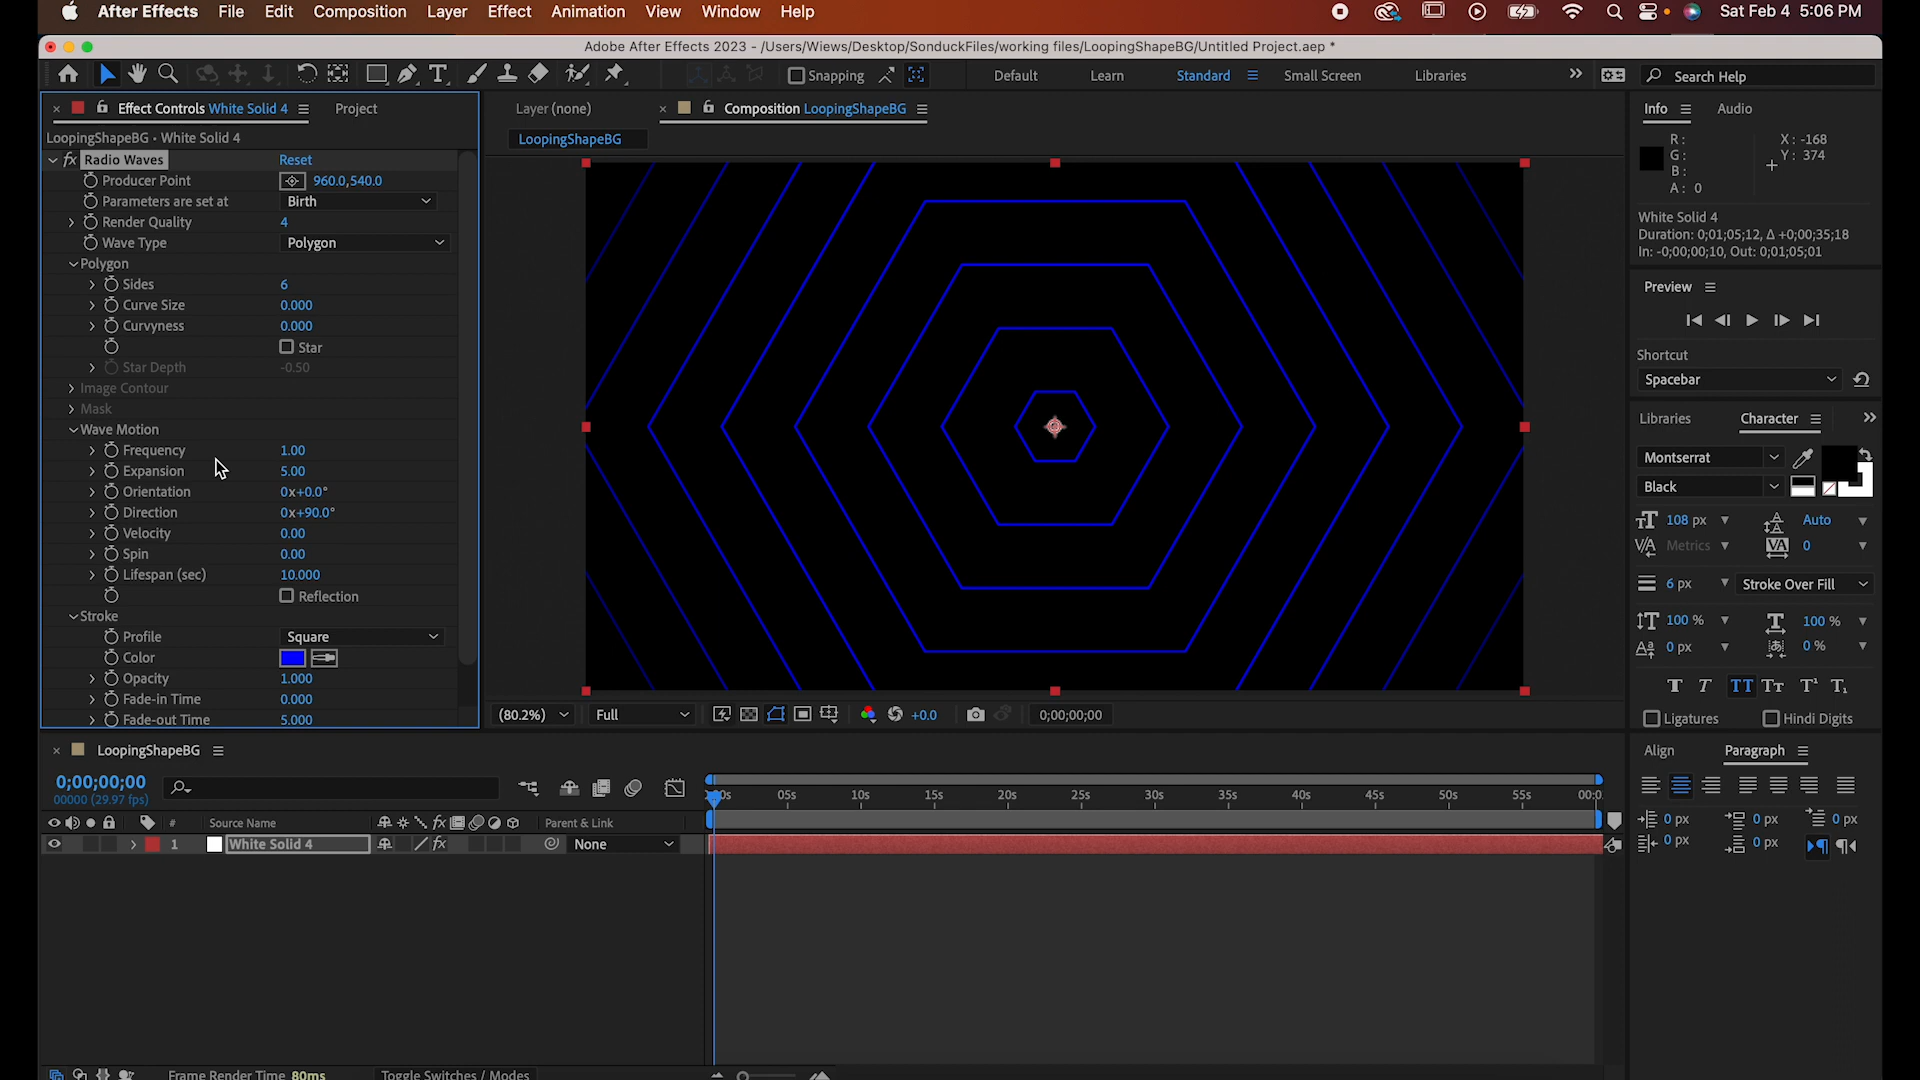 After Effects File Edit Composition Layer Effect Animation View Window Help Sat Feb 4 5:06 PM
Adobe After Effects 2023 - /Users/Wiews/Desktop/SonduckFiles/working files/LoopingShapeBG/Untitled Project.aep *
Snapping Default Learn Standard Small Screen Libraries Search Help
Effect Controls White Solid 4 Project
LoopingShapeBG • White Solid 4
fx Radio Waves Reset
Producer Point 960.0,540.0
Parameters are set at Birth
Render Quality 4
Wave Type Polygon
Polygon
Sides 6
Curve Size 0.000
Curvyness 0.000
Star
Star Depth -0.50
Image Contour
Mask
Wave Motion
Frequency 1.00
Expansion 5.00
Orientation 0x+0.0°
Direction 0x+90.0°
Velocity 0.00
Spin 0.00
Lifespan (sec) 10.000
Reflection
Stroke
Profile Square
Color
Opacity 1.000
Fade-in Time 0.000
Fade-out Time 5.000
Layer (none) Composition LoopingShapeBG
LoopingShapeBG
(80.2%) Full +0.0 0;00;00;00
Info Audio
R: X: -168
G: Y: 374
B:
A: 0
White Solid 4
Duration: 0;01;05;12, Δ +0;00;35;18
In: -0;00;00;10, Out: 0;01;05;01
Preview
Shortcut
Spacebar
Libraries Character
Montserrat
Black
108 px Auto
Metrics 0
6 px Stroke Over Fill
100 % 100 %
0 px 0 %
T T TT Tт T¹ T₁
Ligatures Hindi Digits
Align Paragraph
0 px 0 px 0 px
0 px 0 px
LoopingShapeBG
0;00;00;00
00000 (29.97 fps)
05s 10s 15s 20s 25s 30s 35s 40s 45s 50s 55s
# Source Name fx Parent & Link
1 White Solid 4 fx None
Frame Render Time 80ms Toggle Switches / Modes